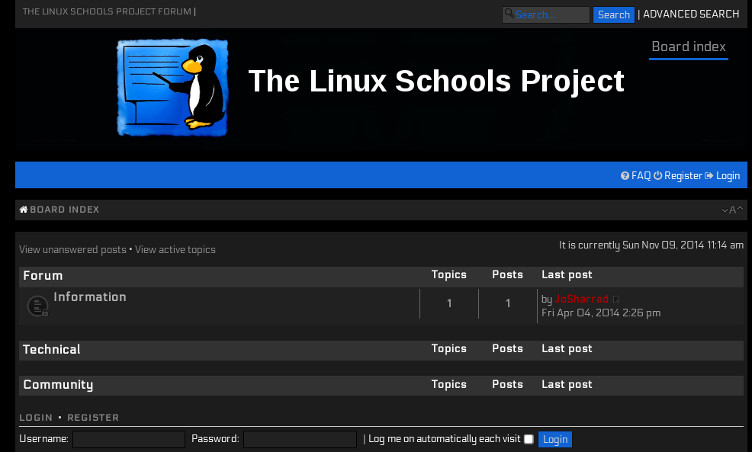 THE LINUX SCHOOLS PROJECT FORUM |
Search... Search | ADVANCED SEARCH
Board index
The Linux Schools Project
FAQ Register Login
BOARD INDEX
A
View unanswered posts • View active topics
It is currently Sun Nov 09, 2014 11:14 am
Forum Topics Posts Last post
Information 1 1 by JoSharrad
Fri Apr 04, 2014 2:26 pm
Technical Topics Posts Last post
Community Topics Posts Last post
LOGIN • REGISTER
Username: Password: | Log me on automatically each visit Login